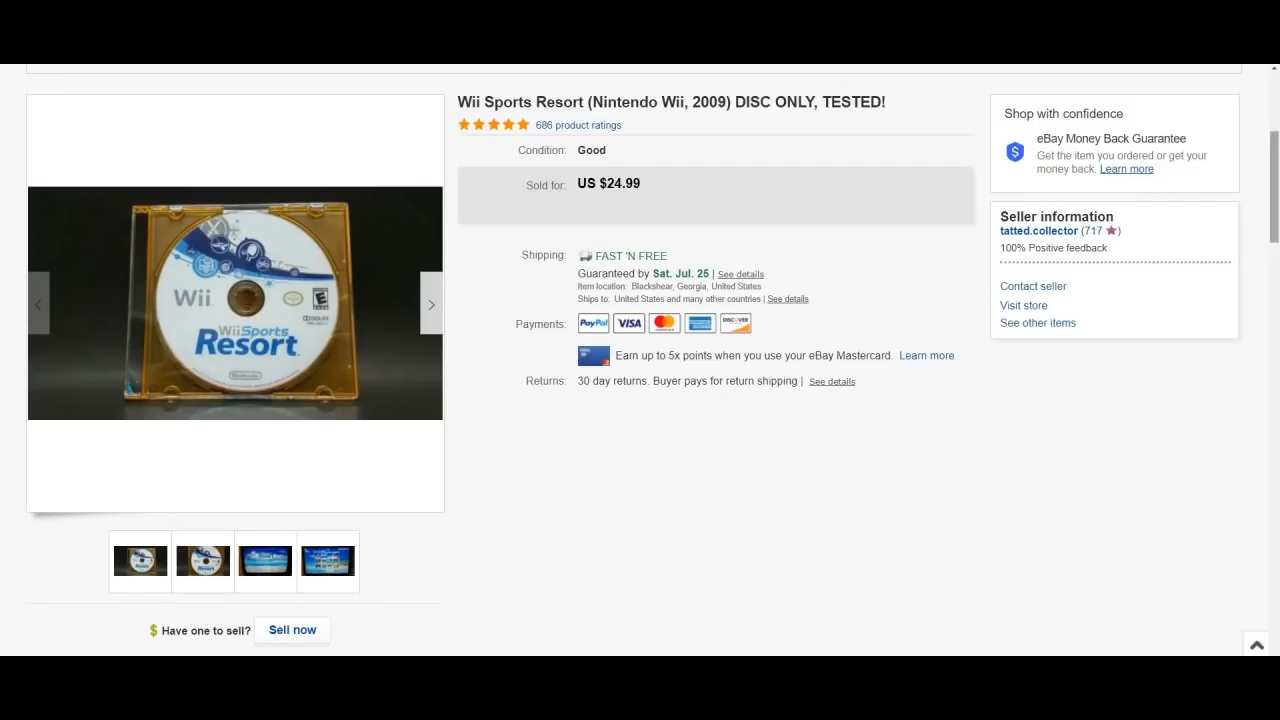 Wii Sports Resort (Nintendo Wii, 2009) DISC ONLY, TESTED!
686 product ratings
Condition: Good
Sold for: US $24.99
Shipping: FAST 'N FREE
Guaranteed by Sat. Jul. 25 | See details
Item location: Blackshear, Georgia, United States
Ships to: United States and many other countries | See details
Payments: PayPal VISA DISCOVER
Earn up to 5x points when you use your eBay Mastercard. Learn more
Returns: 30 day returns. Buyer pays for return shipping | See details
Shop with confidence
eBay Money Back Guarantee
Get the item you ordered or get your
money back. Learn more
Seller information
tatted.collector (717)
100% Positive feedback
Contact seller
Visit store
See other items
Wii
E
Wii Sports
Resort
Nintendo
$ Have one to sell? Sell now